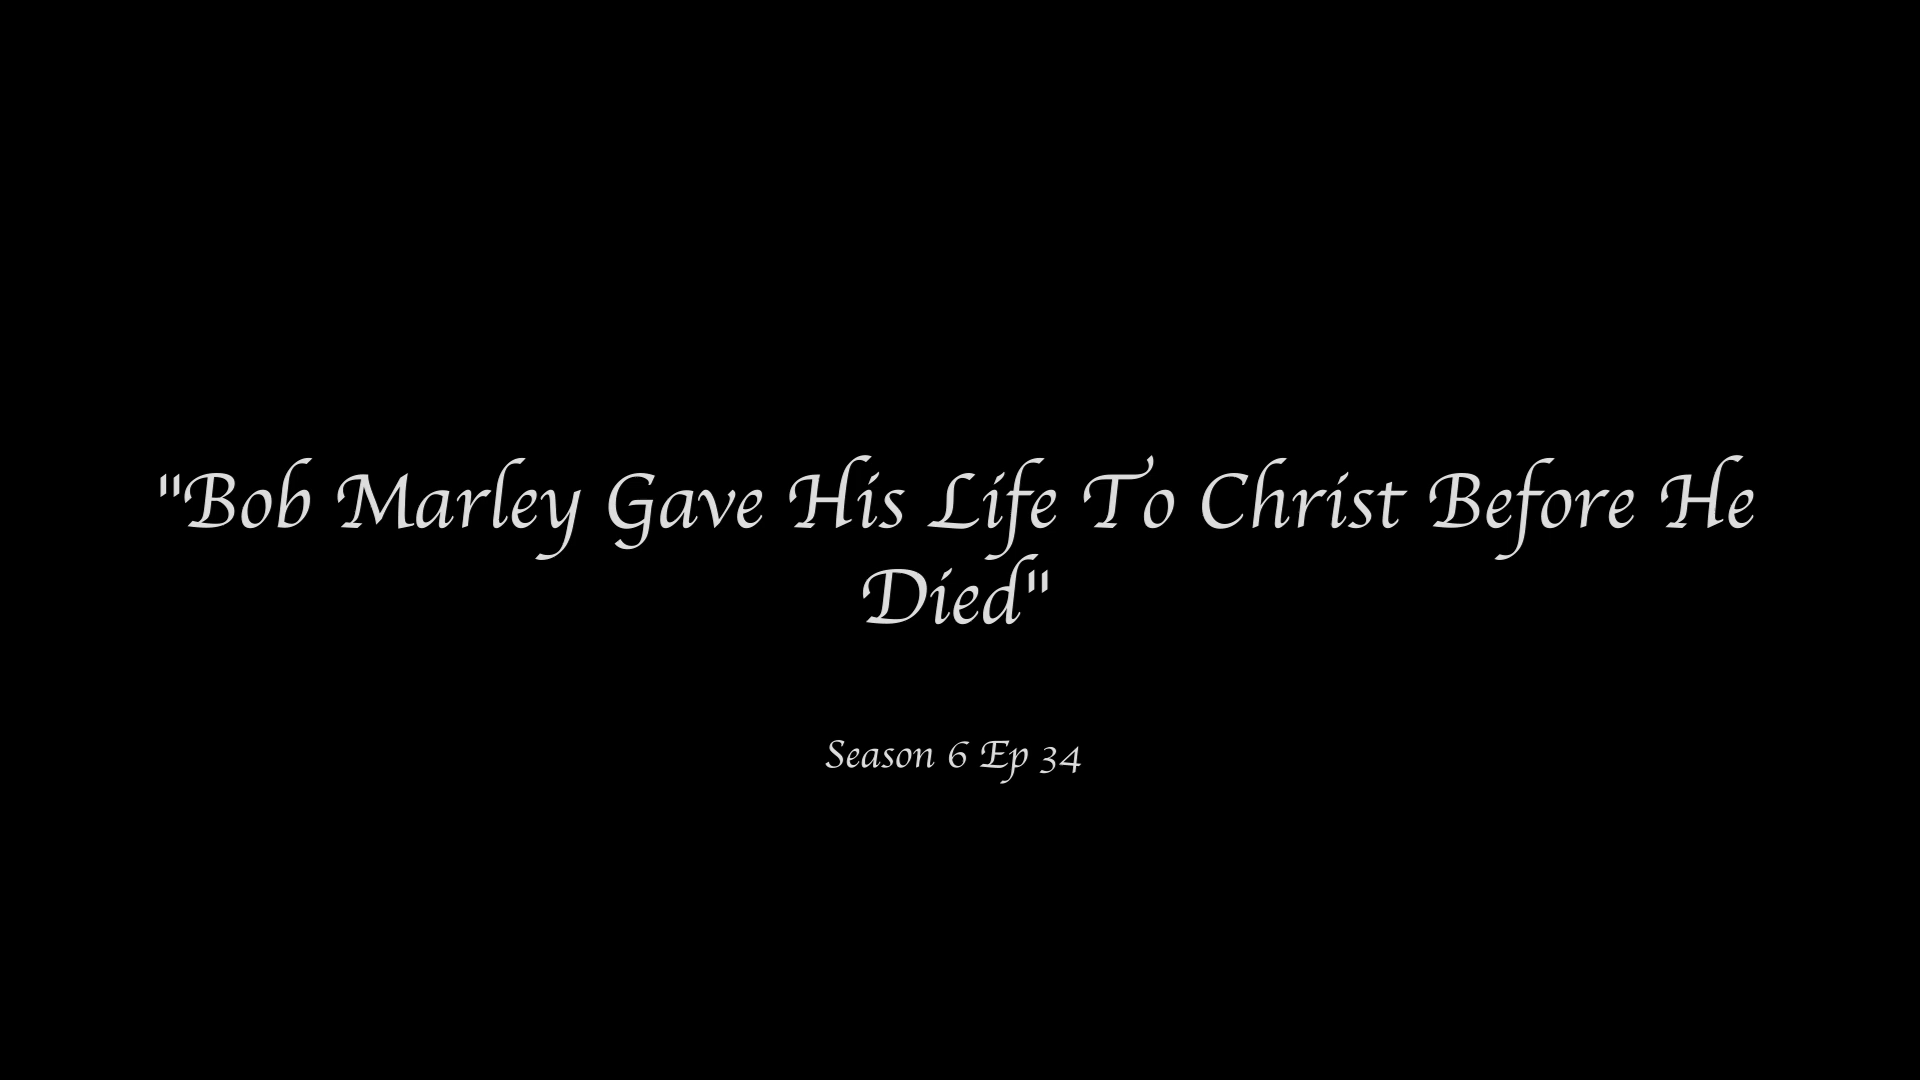 "Bob Marley Gave His Life To Christ Before He
Died"
Season 6 Ep 34